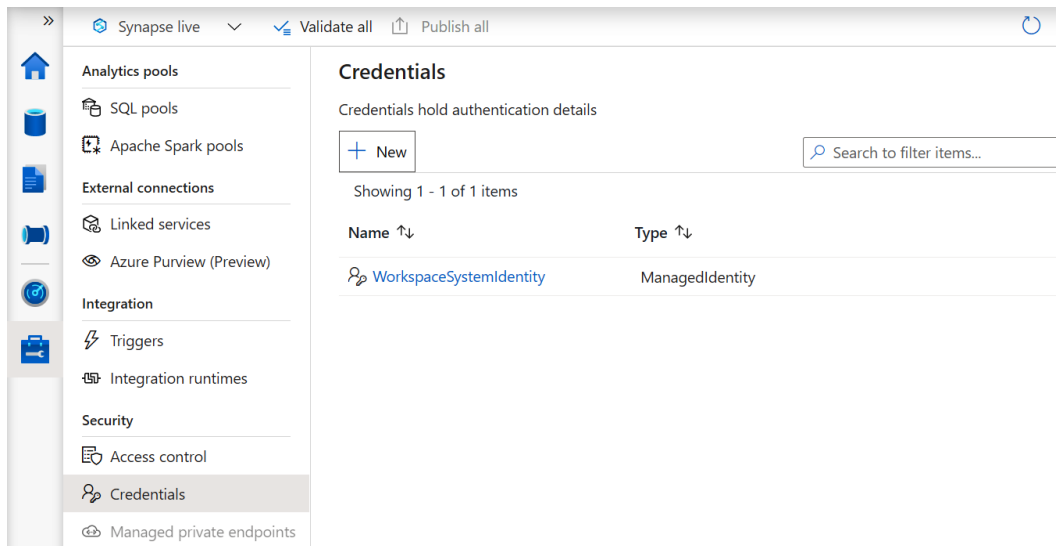 »
Synapse live
Validate all
Publish all
Analytics pools
SQL pools
Apache Spark pools
External connections
Linked services
Azure Purview (Preview)
Integration
Triggers
Integration runtimes
Security
Access control
Credentials
Managed private endpoints
Credentials
Credentials hold authentication details
+ New
Search to filter items...
Showing 1 - 1 of 1 items
Name ↑↓ Type ↑↓
WorkspaceSystemIdentity ManagedIdentity